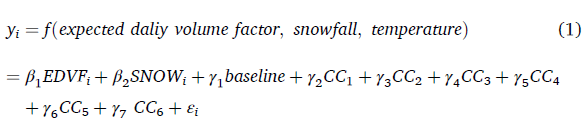 yᵢ = f(expected daliy volume factor, snowfall, temperature) (1)
= β₁EDVFᵢ + β₂SNOWᵢ + γ₁baseline + γ₂CC₁ + γ₃CC₂ + γ₄CC₃ + γ₅CC₄
+ γ₆CC₅ + γ₇ CC₆ + εᵢ